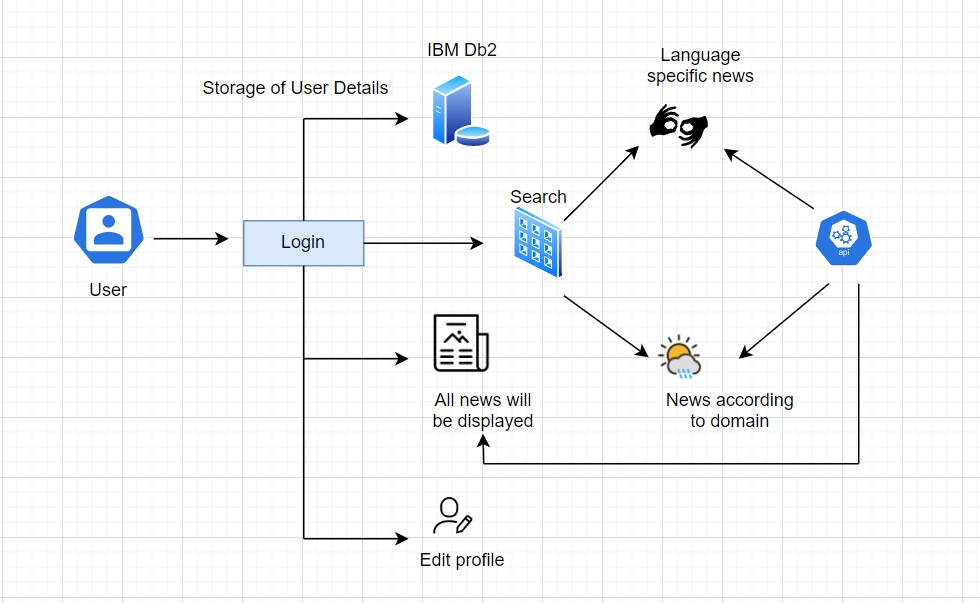 IBM Db2
Language
specific news
Storage of User Details
Search
Login
api
User
All news will
be displayed
News according
to domain
Edit profile